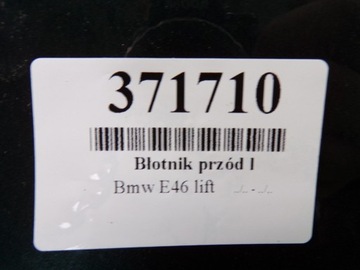 371710
Błotnik przód l
Bmw E46 lift